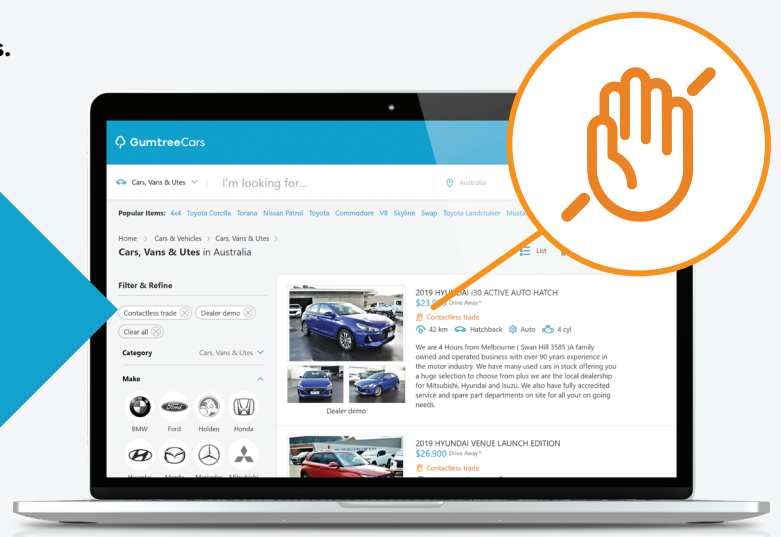 s.
GumtreeCars
Cars, Vans & Utes I'm looking for... Australia
Popular Items: 4x4 Toyota Corolla Torana Nissan Patrol Toyota Commodore V8 Skyline Swap Toyota Landcruiser
Home > Cars & Vehicles > Cars, Vans & Utes >
Cars, Vans & Utes in Australia
List
Filter & Refine
Contactless trade Dealer demo
Clear all
Category Cars, Vans & Utes
Make
BMW Ford Holden Honda
2019 HYUNDAI i30 ACTIVE AUTO HATCH
Drive Away^
Contactless trade
42 km Hatchback Auto 4 cyl
We are 4 Hours from Melbourne ( Swan Hill 3585 )A family
owned and operated business with over 90 years experience in
the motor industry. We have many used cars in stock offering you
a huge selection to choose from plus we are the local dealership
for Mitsubishi, Hyundai and Isuzu. We also have fully accredited
service and spare part departments on site for all your on going
needs.
Dealer demo
2019 HYUNDAI VENUE LAUNCH EDITION
$26,900 Drive Away^
Contactless trade